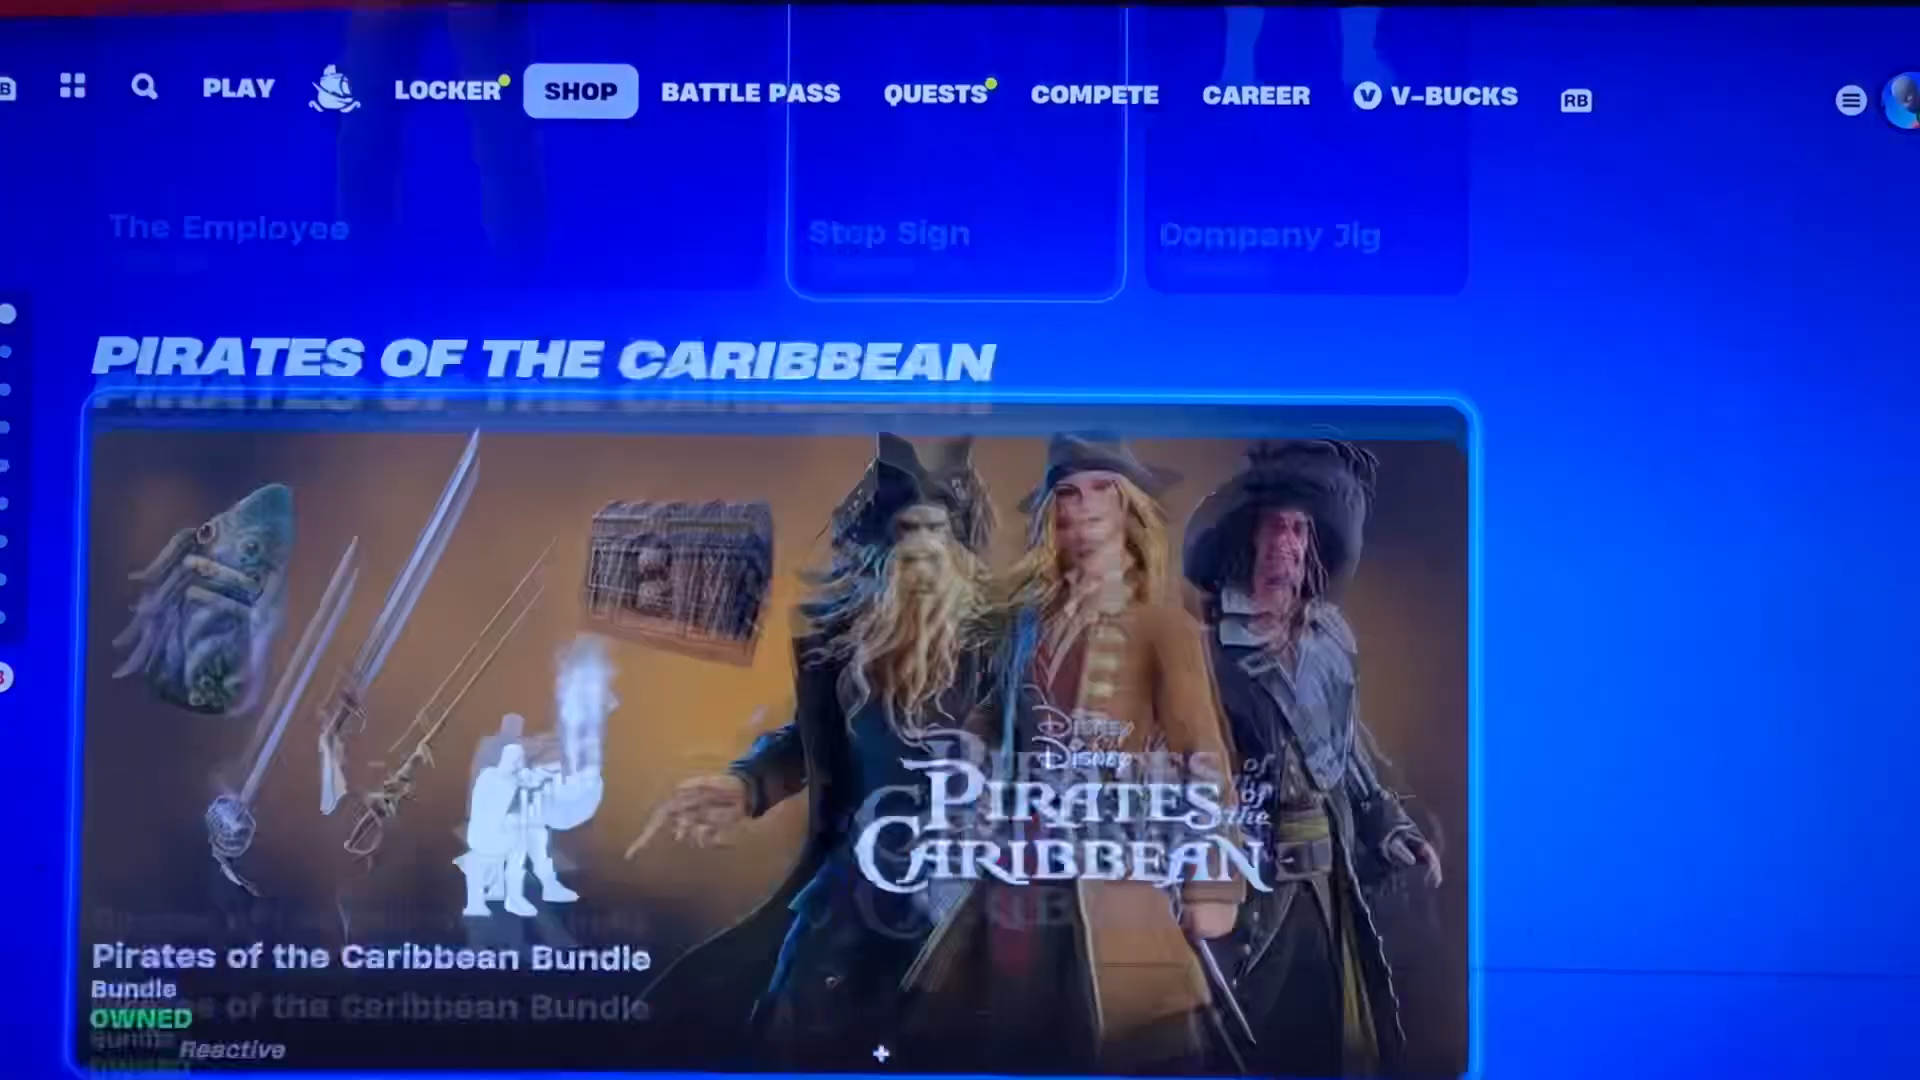 PLAY
LOCKER
SHOP
BATTLE PASS
QUESTS
COMPETE
CAREER
V-BUCKS
RB
The Employee
Stop Sign
Company Jig
PIRATES OF THE CARIBBEAN
DISNEY
PIRATES of the
CARIBBEAN
Pirates of the Caribbean Bundle
Bundle
OWNED
Reactive